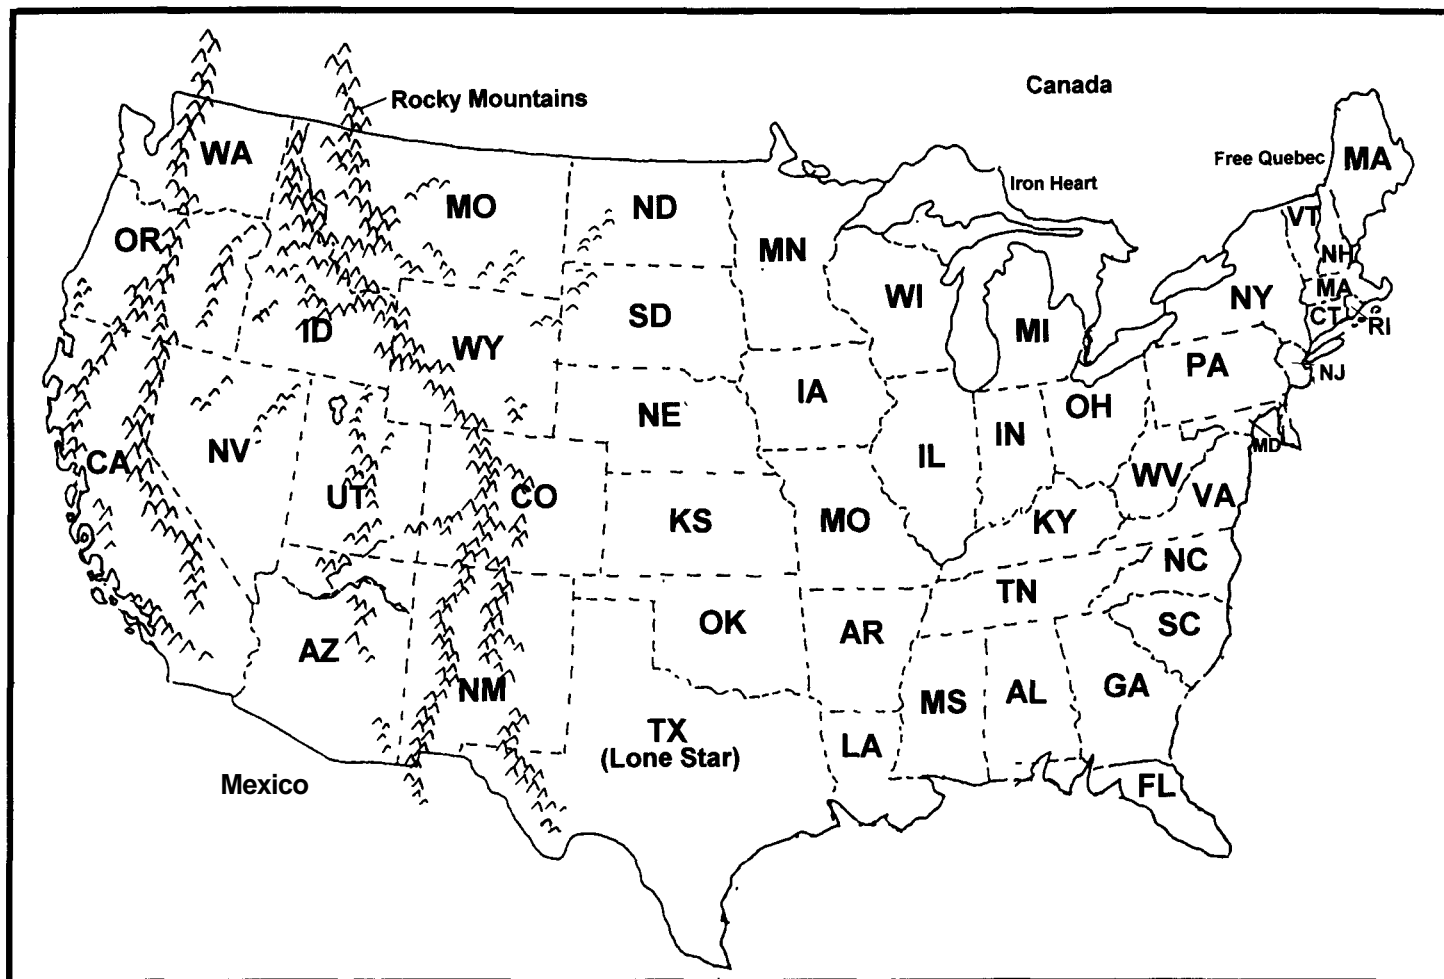 Canada
Rocky Mountains
WA
MA
Free Quebec
Iron Heart
MO
ND
VT
OR
MN
NH
WI
NY
MA
ID
SD
MI
CT
RI
WY
PA
NJ
IA
OH
NE
IN
MD
NV
CA
IL
WV
UT
CO
VA
KS
MO
KY
NC
TN
OK
AR
SC
AZ
NM
MS
AL
GA
TX
(Lone Star)
LA
Mexico
FL